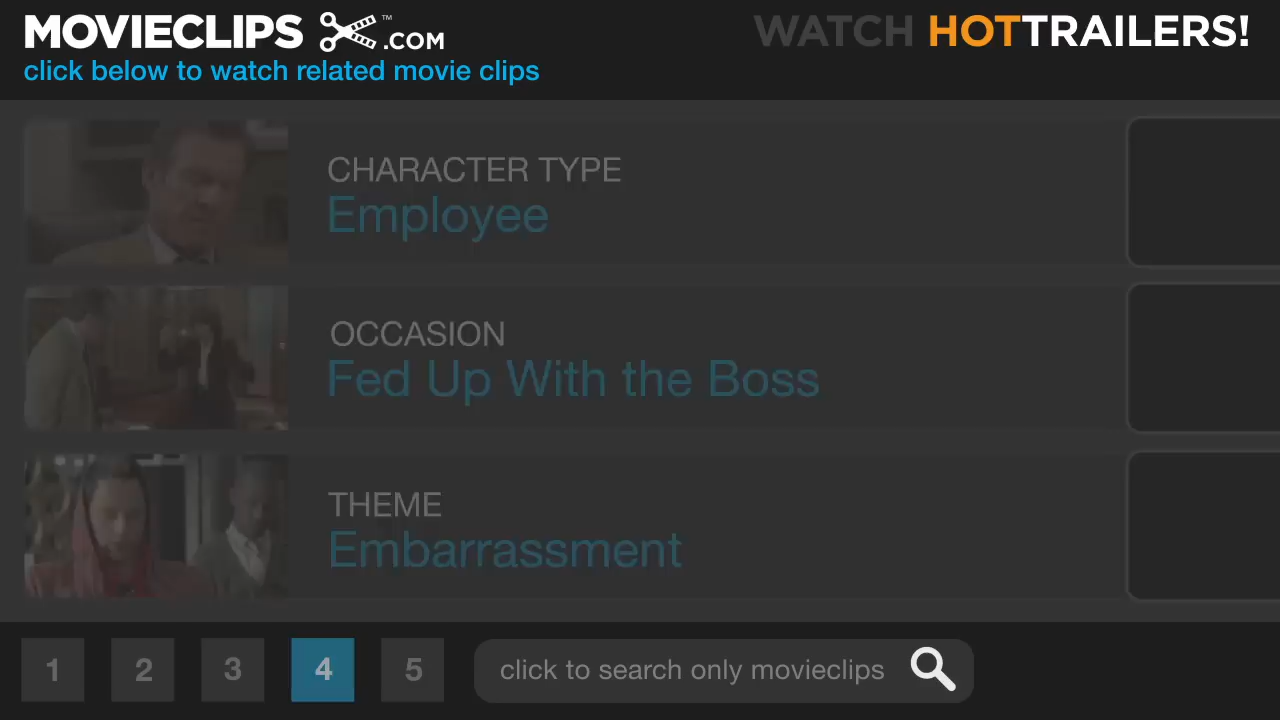 MOVIECLIPS ™ .COM
WATCH HOTTRAILERS!
click below to watch related movie clips
CHARACTER TYPE
Employee
OCCASION
Fed Up With the Boss
THEME
Embarrassment
1 2 3 4 5
click to search only movieclips